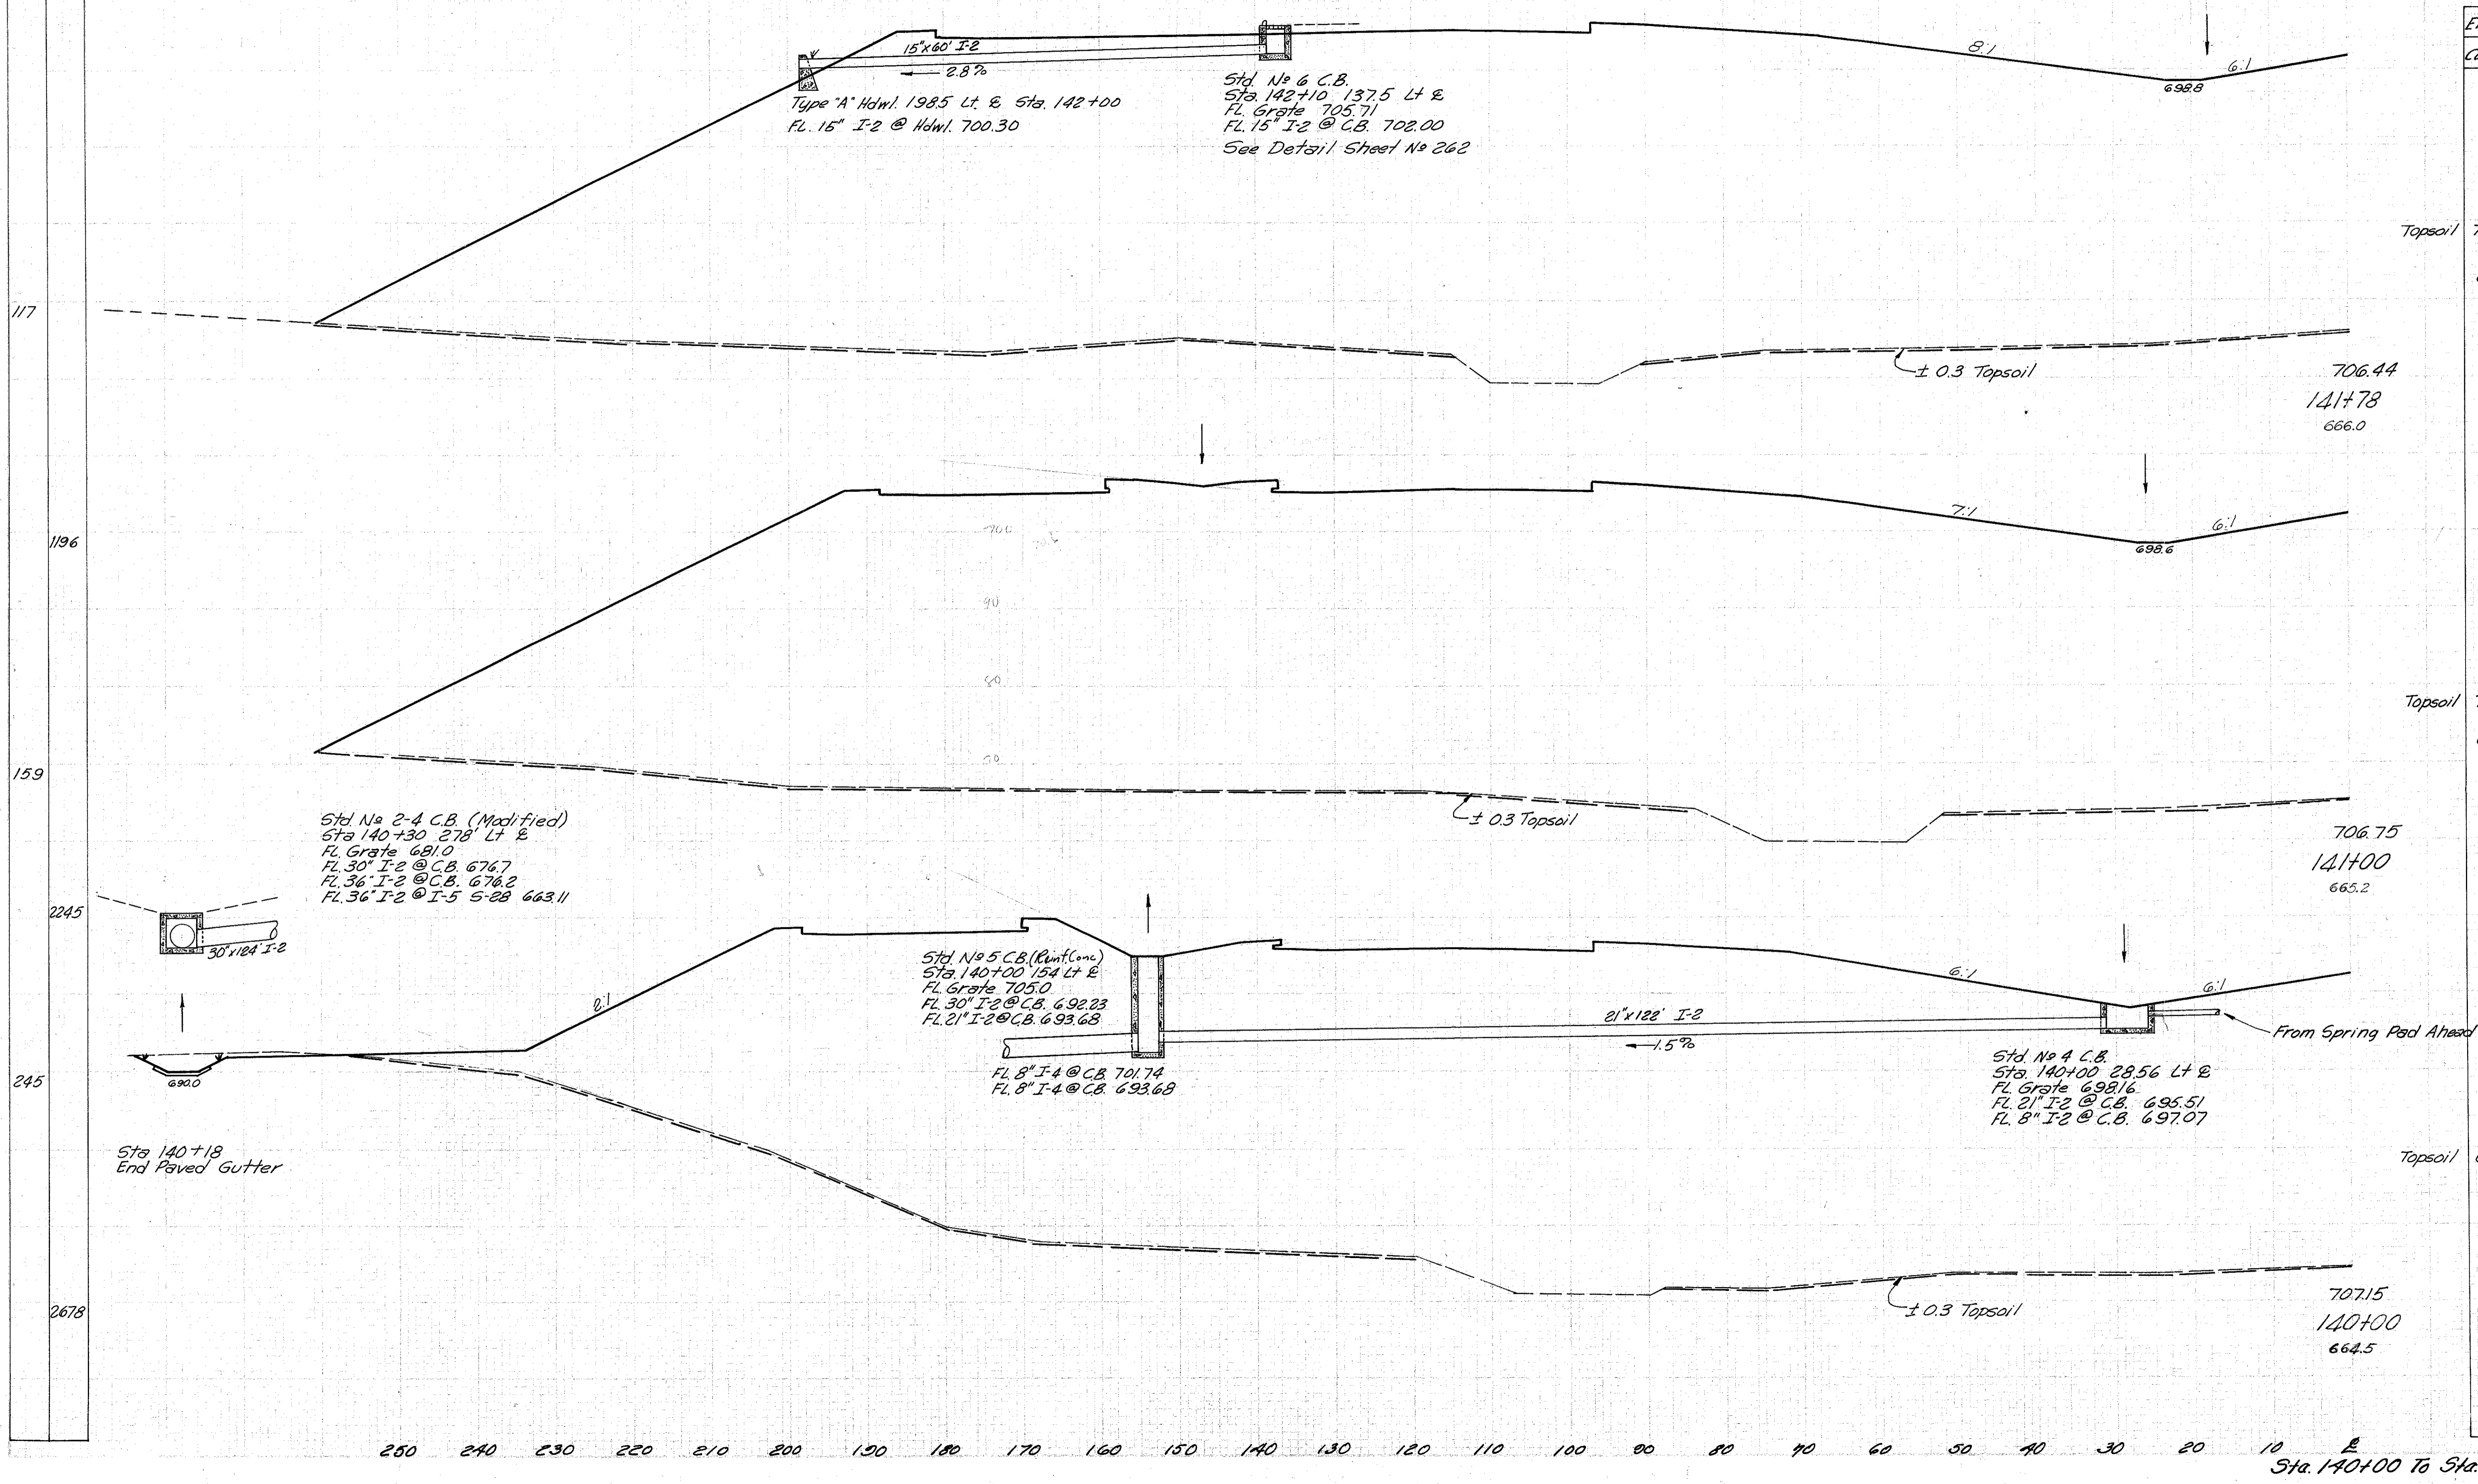 15"x60' I-2
2.8%
Type "A" Hdwl. 198.5 Lt. ℄ Sta. 142+00
FL. 15" I-2 @ Hdwl. 700.30
Std. No 6 C.B.
Sta. 142+10 137.5 Lt ℄
FL. Grate 705.71
FL. 15" I-2 @ C.B. 702.00
See Detail Sheet No 262
8:1
698.8
6:1
Topsoil
117
± 0.3 Topsoil
706.44
141+78
666.0
1196
700
90
80
70
7:1
698.6
6:1
Topsoil
159
± 0.3 Topsoil
706.75
141+00
665.2
Std. No 2-4 C.B. (Modified)
Sta 140+30 278' Lt ℄
FL. Grate 681.0
FL. 30" I-2 @ C.B. 676.7
FL. 36" I-2 @ C.B. 676.2
FL. 36" I-2 @ I-5 S-28 663.11
2245
30"x124' I-2
2:1
Std. No 5 C.B. (Reinf. Conc)
Sta. 140+00 154 Lt ℄
FL. Grate 705.0
FL. 30" I-2 @ C.B. 692.23
FL. 21" I-2 @ C.B. 693.68
FL. 8" I-4 @ C.B. 701.74
FL. 8" I-4 @ C.B. 693.68
21"x122' I-2
1.5%
6:1
6:1
From Spring Pad Ahead
Std. No 4 C.B.
Sta. 140+00 28.56 Lt ℄
FL. Grate 698.16
FL. 21" I-2 @ C.B. 695.51
FL. 8" I-2 @ C.B. 697.07
245
690.0
Sta 140+18
End Paved Gutter
Topsoil
± 0.3 Topsoil
2678
707.15
140+00
664.5
250 240 230 220 210 200 190 180 170 160 150 140 130 120 110 100 90 80 70 60 50 40 30 20 10 ℄
Sta. 140+00 To Sta.